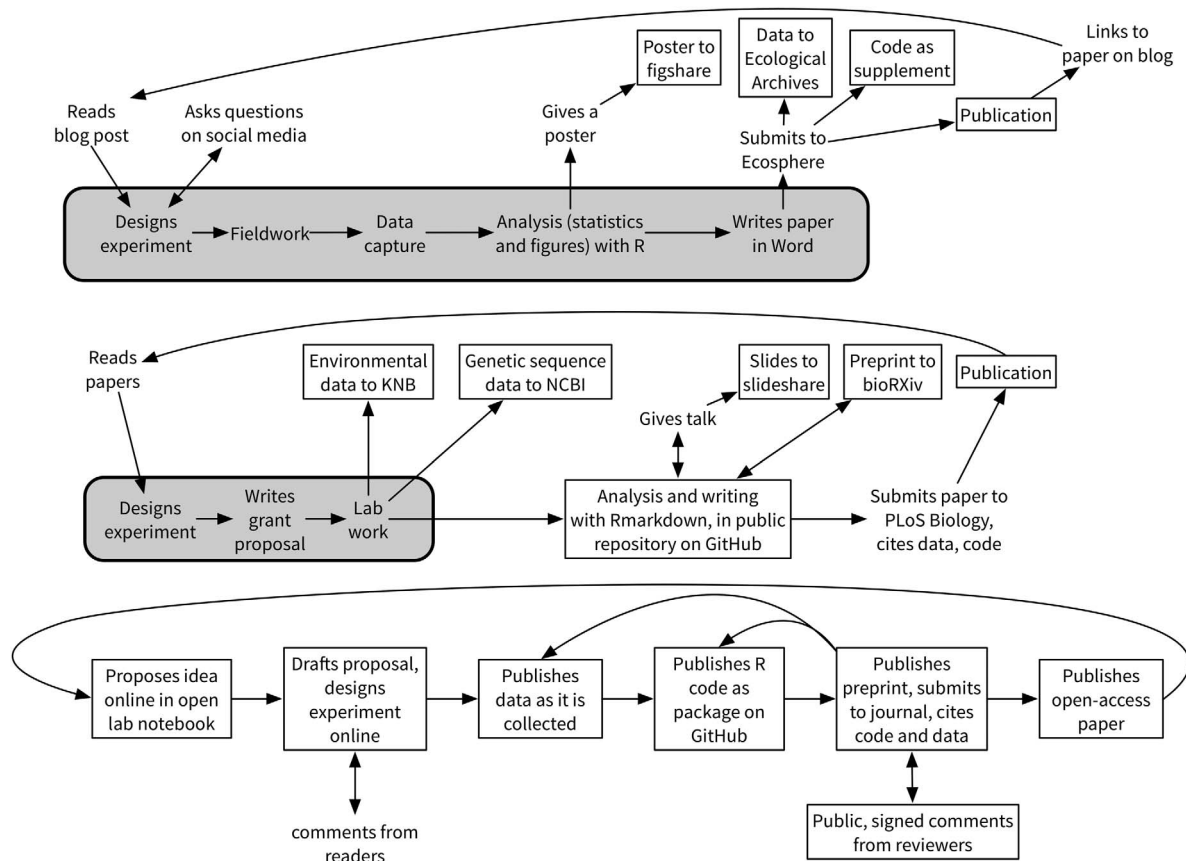 Links to
paper on blog
Poster to
figshare
Data to
Ecological
Archives
Code as
supplement
Reads
blog post
Asks questions
on social media
Gives a
poster
Submits to
Ecosphere
Publication
Designs
experiment
Fieldwork
Data
capture
Analysis (statistics
and figures) with R
Writes paper
in Word
Reads
papers
Environmental
data to KNB
Genetic sequence
data to NCBI
Slides to
slideshare
Preprint to
bioRXiv
Publication
Gives talk
Designs
experiment
Writes
grant
proposal
Lab
work
Analysis and writing
with Rmarkdown, in public
repository on GitHub
Submits paper to
PLoS Biology,
cites data, code
Proposes idea
online in open
lab notebook
Drafts proposal,
designs
experiment
online
Publishes
data as it is
collected
Publishes R
code as
package on
GitHub
Publishes
preprint, submits
to journal, cites
code and data
Publishes
open-access
paper
comments from
readers
Public, signed comments
from reviewers